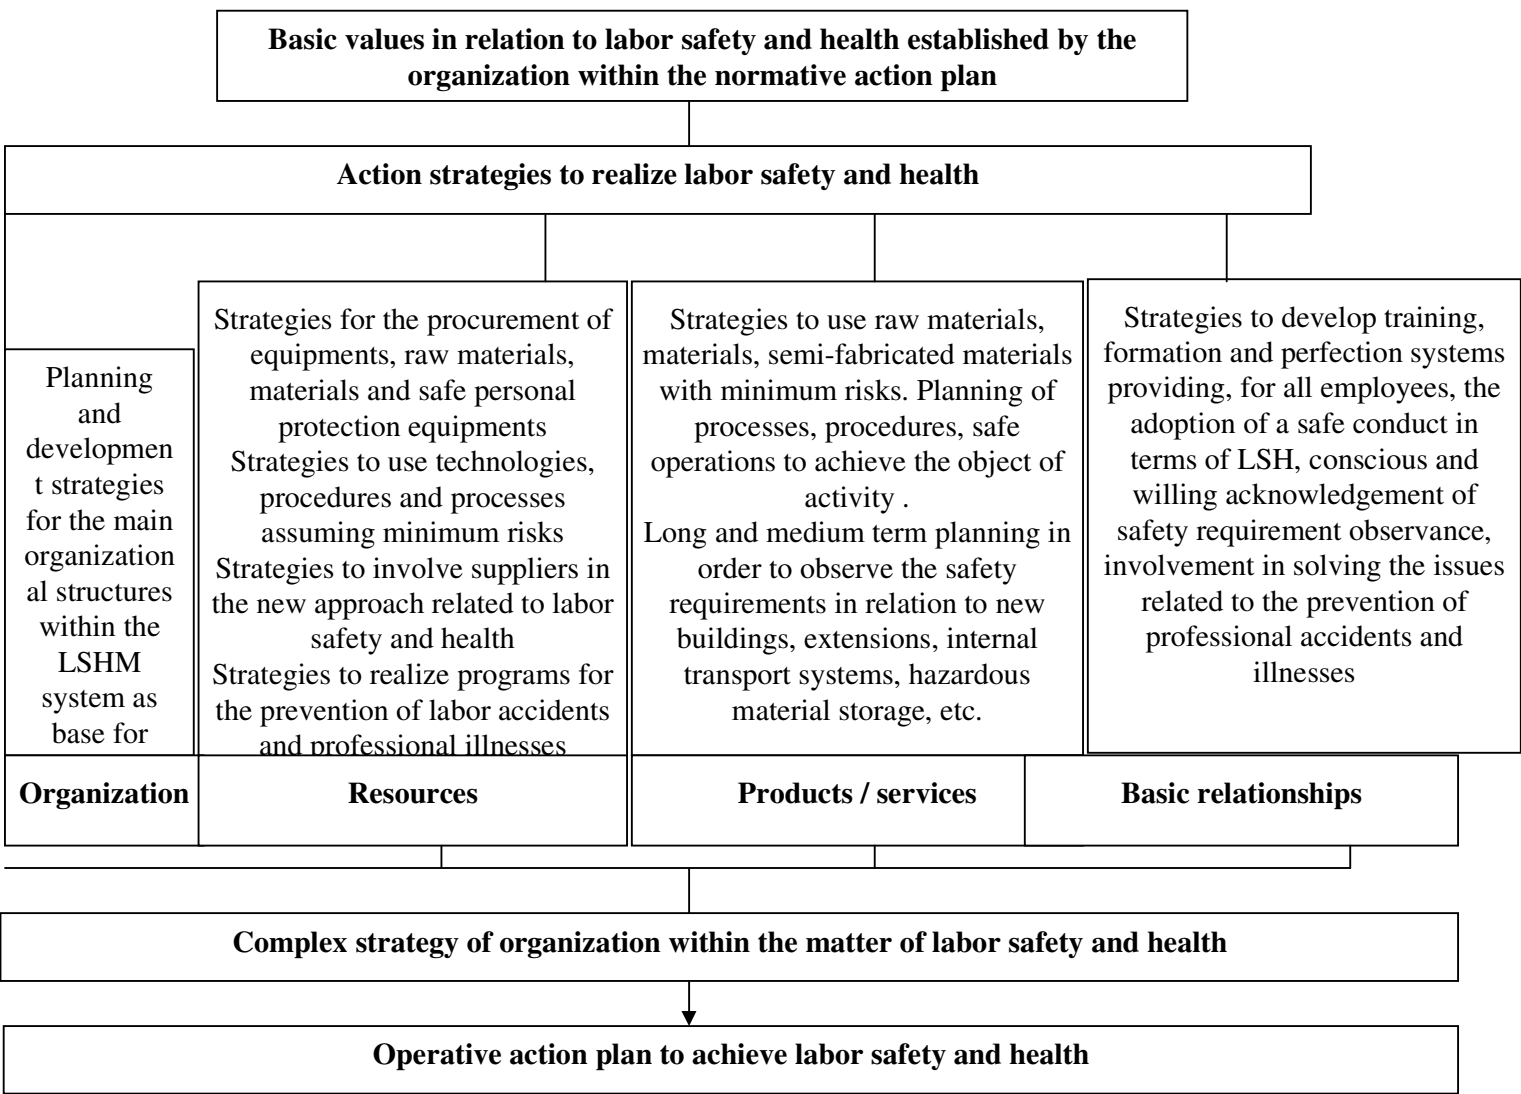 Basic values in relation to labor safety and health established by the
organization within the normative action plan
Action strategies to realize labor safety and health
Planning
and
developmen
t strategies
for the main
organization
al structures
within the
LSHM
system as
base for
Strategies for the procurement of
equipments, raw materials,
materials and safe personal
protection equipments
Strategies to use technologies,
procedures and processes
assuming minimum risks
Strategies to involve suppliers in
the new approach related to labor
safety and health
Strategies to realize programs for
the prevention of labor accidents
and professional illnesses
Strategies to use raw materials,
materials, semi-fabricated materials
with minimum risks. Planning of
processes, procedures, safe
operations to achieve the object of
activity .
Long and medium term planning in
order to observe the safety
requirements in relation to new
buildings, extensions, internal
transport systems, hazardous
material storage, etc.
Strategies to develop training,
formation and perfection systems
providing, for all employees, the
adoption of a safe conduct in
terms of LSH, conscious and
willing acknowledgement of
safety requirement observance,
involvement in solving the issues
related to the prevention of
professional accidents and
illnesses
Organization
Resources
Products / services
Basic relationships
Complex strategy of organization within the matter of labor safety and health
Operative action plan to achieve labor safety and health